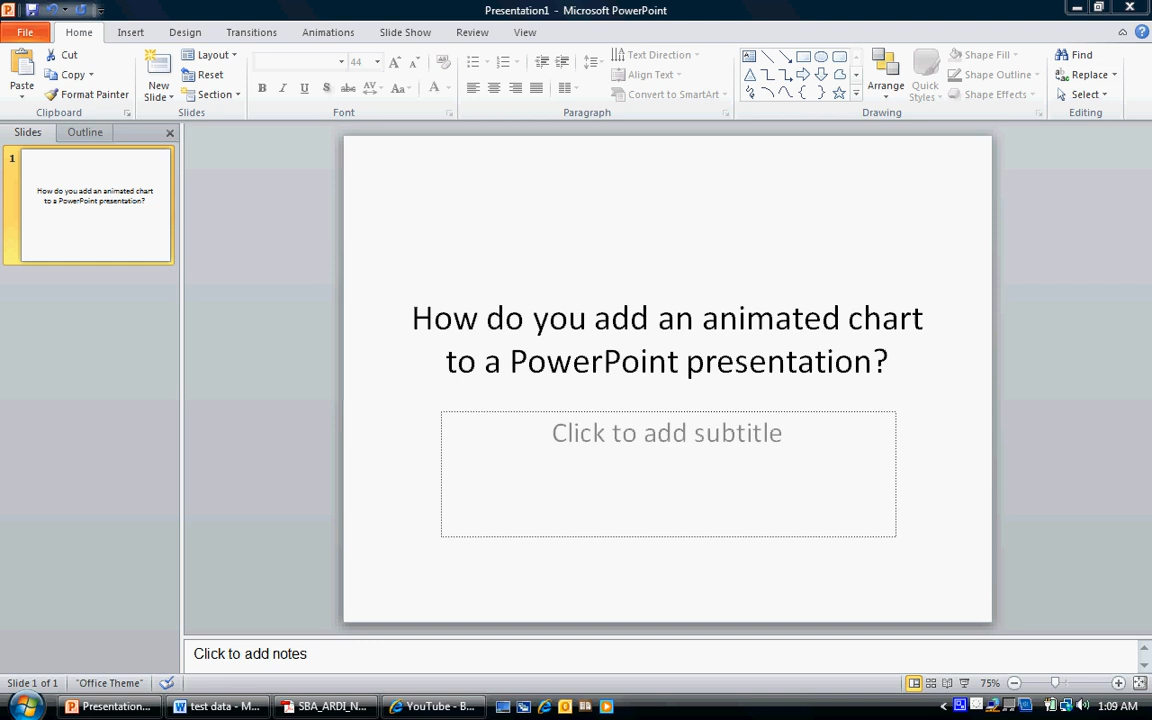 Presentation1 - Microsoft PowerPoint
File Home Insert Design Transitions Animations Slide Show Review View
Paste
Cut
Copy
Format Painter
Clipboard
New Slide
Layout
Reset
Section
Slides
44
B I U S abc AV Aa A
Font
Text Direction
Align Text
Convert to SmartArt
Paragraph
Arrange
Quick Styles
Shape Fill
Shape Outline
Shape Effects
Drawing
Find
Replace
Select
Editing
Slides Outline
1
How do you add an animated chart
to a PowerPoint presentation?
How do you add an animated chart
to a PowerPoint presentation?
Click to add subtitle
Click to add notes
Slide 1 of 1 "Office Theme" 75%
Presentation... test data - M... SBA_ARDI_N... YouTube - B... 1:09 AM